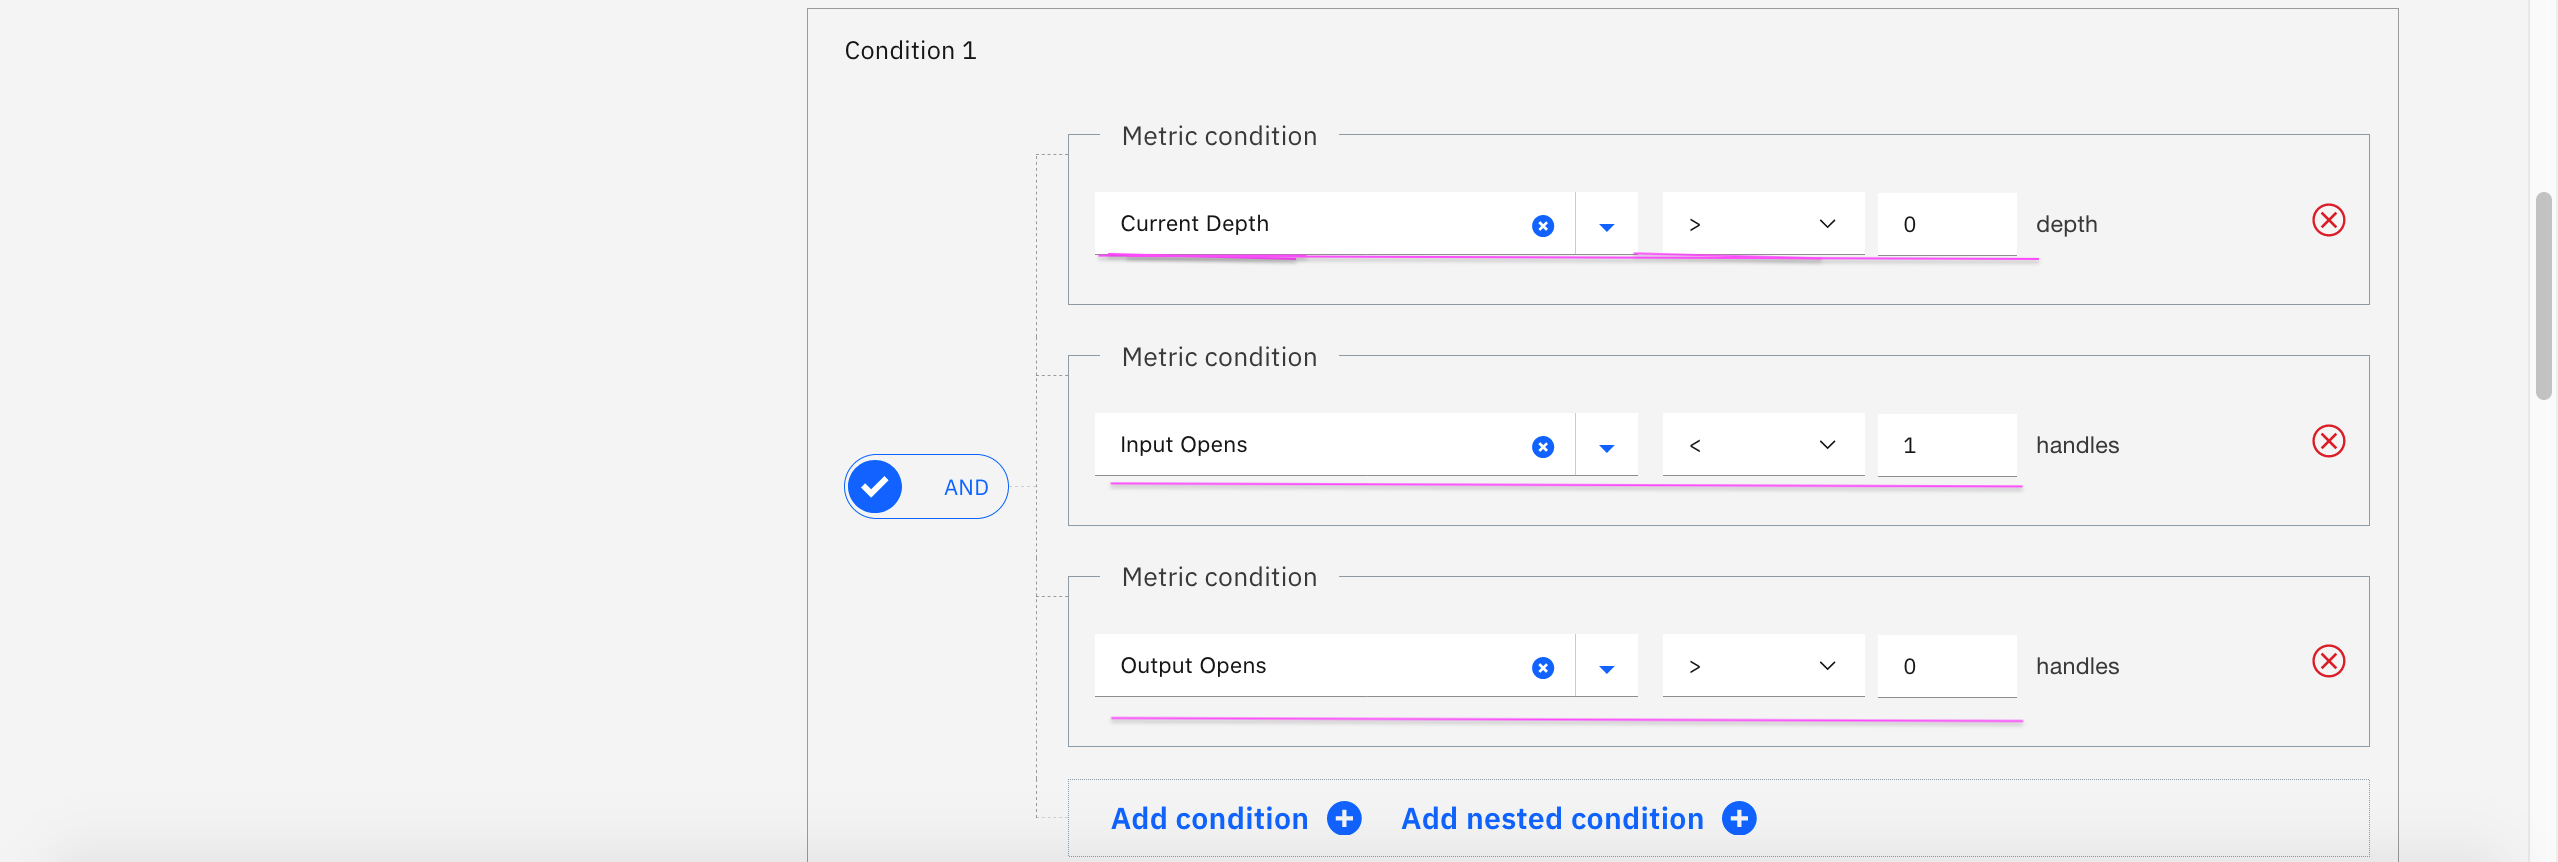 Condition 1
Metric condition
Current Depth > 0 depth
Metric condition
Input Opens < 1 handles
AND
Metric condition
Output Opens > 0 handles
Add condition Add nested condition